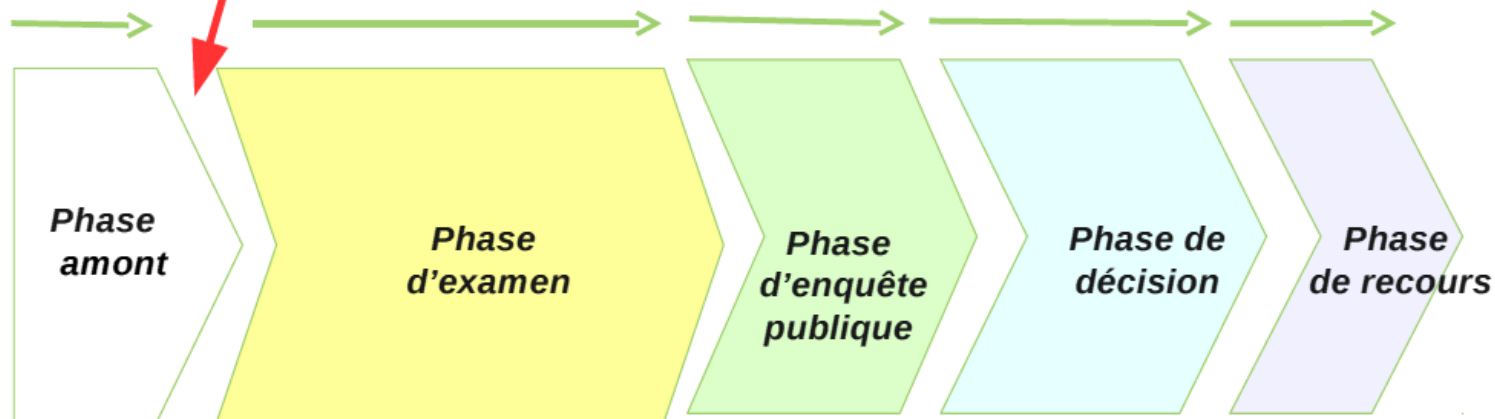 Phase
amont
Phase
d’examen
Phase
d’enquête
publique
Phase de
décision
Phase
de recours